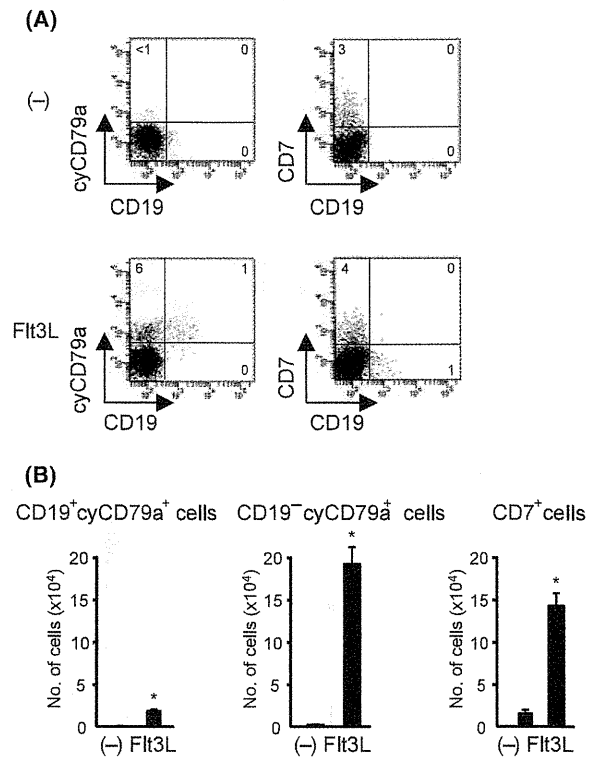 (A)
(–)
<1 0
0
cyCD79a
CD19
3 0
0
CD7
CD19
Flt3L
6 1
0
cyCD79a
CD19
4 0
1
CD7
CD19
(B)
CD19+cyCD79a+ cells
No. of cells (x10⁴)
20
15
10
5
0
*
(–) Flt3L
CD19–cyCD79a+ cells
No. of cells (x10⁴)
20
15
10
5
0
*
(–) Flt3L
CD7+cells
No. of cells (x10⁴)
20
15
10
5
0
*
(–) Flt3L